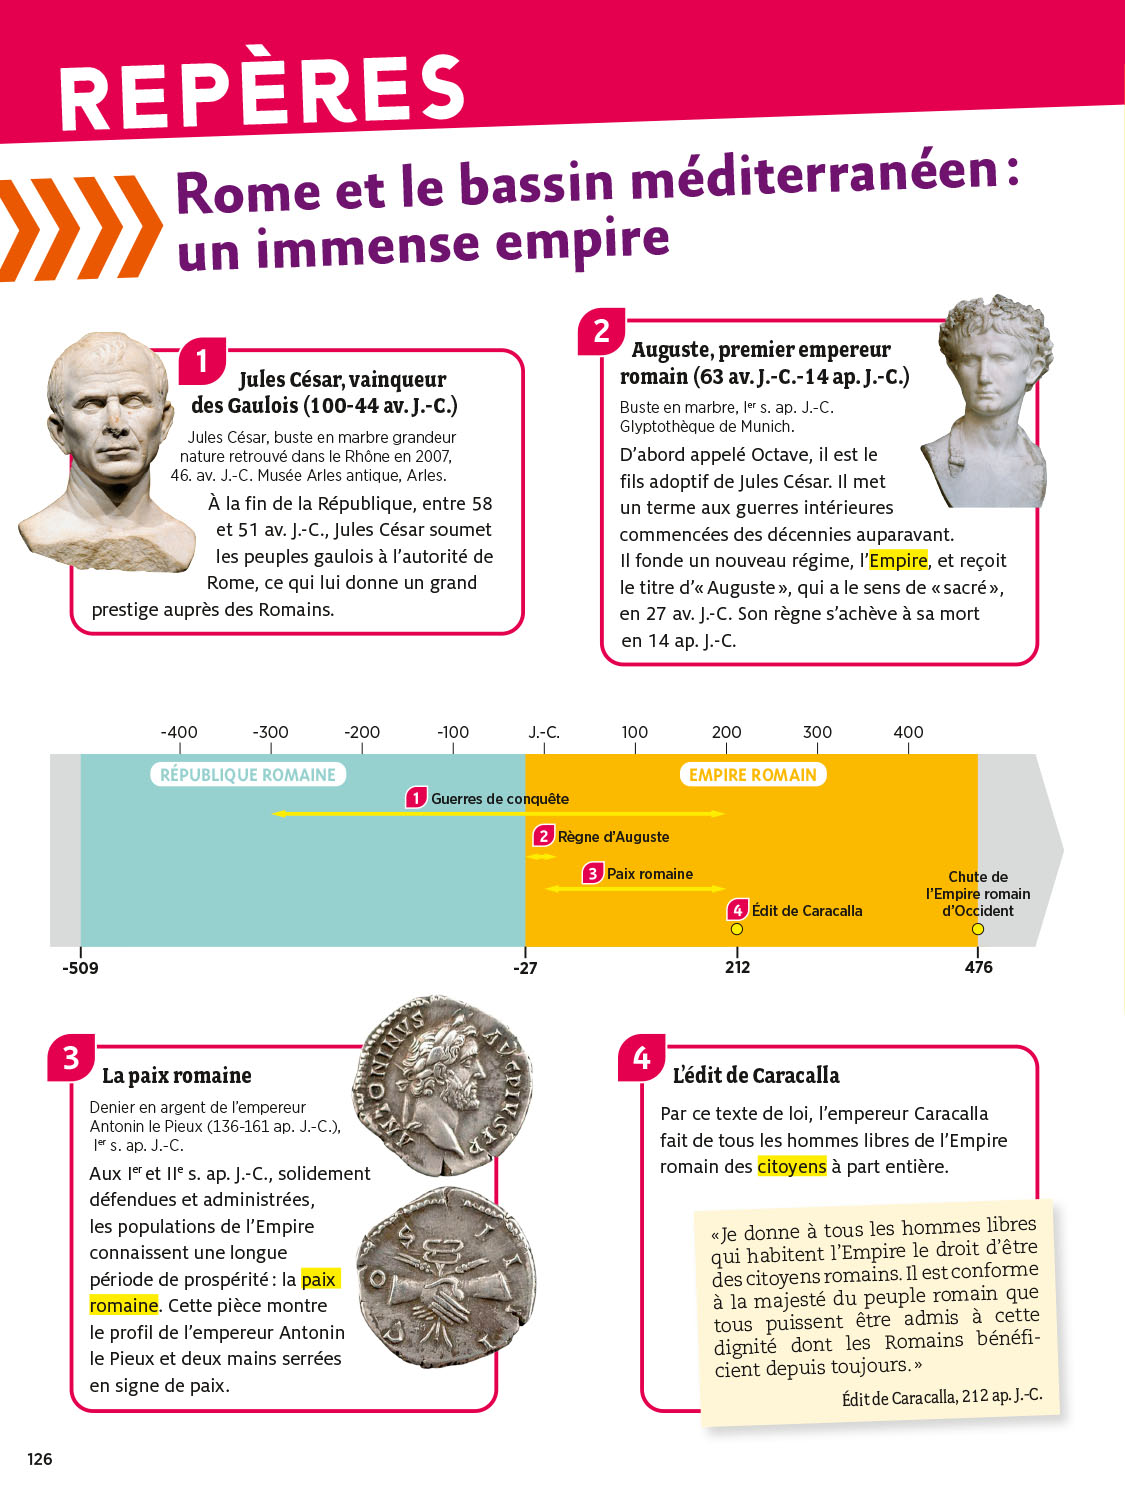 REPÈRES
Rome et le bassin méditerranéen :
un immense empire
1
Jules César, vainqueur
des Gaulois (100-44 av. J.-C.)
Jules César, buste en marbre grandeur
nature retrouvé dans le Rhône en 2007,
46. av. J.-C. Musée Arles antique, Arles.
À la fin de la République, entre 58
et 51 av. J.-C., Jules César soumet
les peuples gaulois à l'autorité de
Rome, ce qui lui donne un grand
prestige auprès des Romains.
2
Auguste, premier empereur
romain (63 av. J.-C.-14 ap. J.-C.)
Buste en marbre, Ier s. ap. J.-C.
Glyptothèque de Munich.
D'abord appelé Octave, il est le
fils adoptif de Jules César. Il met
un terme aux guerres intérieures
commencées des décennies auparavant.
Il fonde un nouveau régime, l'Empire, et reçoit
le titre d'« Auguste », qui a le sens de « sacré »,
en 27 av. J.-C. Son règne s'achève à sa mort
en 14 ap. J.-C.
-400 -300 -200 -100 J.-C. 100 200 300 400
RÉPUBLIQUE ROMAINE EMPIRE ROMAIN
1 Guerres de conquête
2 Règne d'Auguste
3 Paix romaine
4 Édit de Caracalla
Chute de
l'Empire romain
d'Occident
-509 -27 212 476
3
La paix romaine
Denier en argent de l'empereur
Antonin le Pieux (136-161 ap. J.-C.),
Ier s. ap. J.-C.
Aux Ier et IIe s. ap. J.-C., solidement
défendues et administrées,
les populations de l'Empire
connaissent une longue
période de prospérité : la paix
romaine. Cette pièce montre
le profil de l'empereur Antonin
le Pieux et deux mains serrées
en signe de paix.
ANTONINVS AVGPIVSPP
4
L'édit de Caracalla
Par ce texte de loi, l'empereur Caracalla
fait de tous les hommes libres de l'Empire
romain des citoyens à part entière.
« Je donne à tous les hommes libres
qui habitent l'Empire le droit d'être
des citoyens romains. Il est conforme
à la majesté du peuple romain que
tous puissent être admis à cette
dignité dont les Romains bénéfi-
cient depuis toujours. »
Édit de Caracalla, 212 ap. J.-C.
126